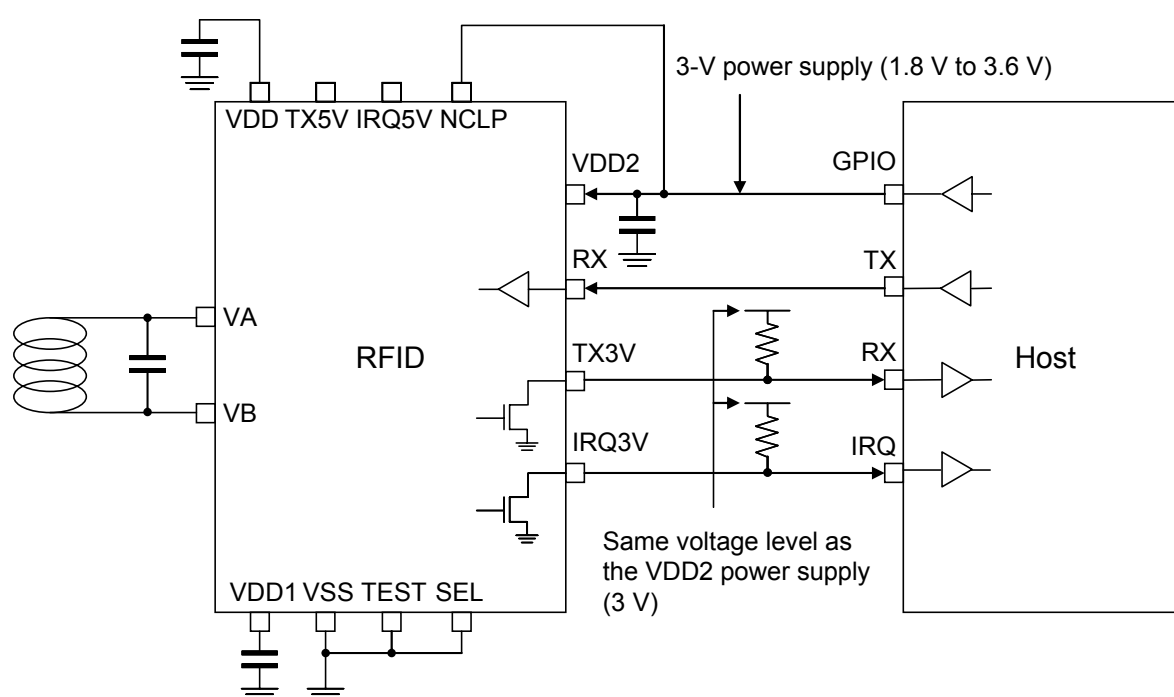 3-V power supply (1.8 V to 3.6 V)
VDD TX5V IRQ5V NCLP
VDD2
GPIO
RX
TX
VA
RFID
TX3V
RX
Host
VB
IRQ3V
IRQ
Same voltage level as
the VDD2 power supply
(3 V)
VDD1 VSS TEST SEL